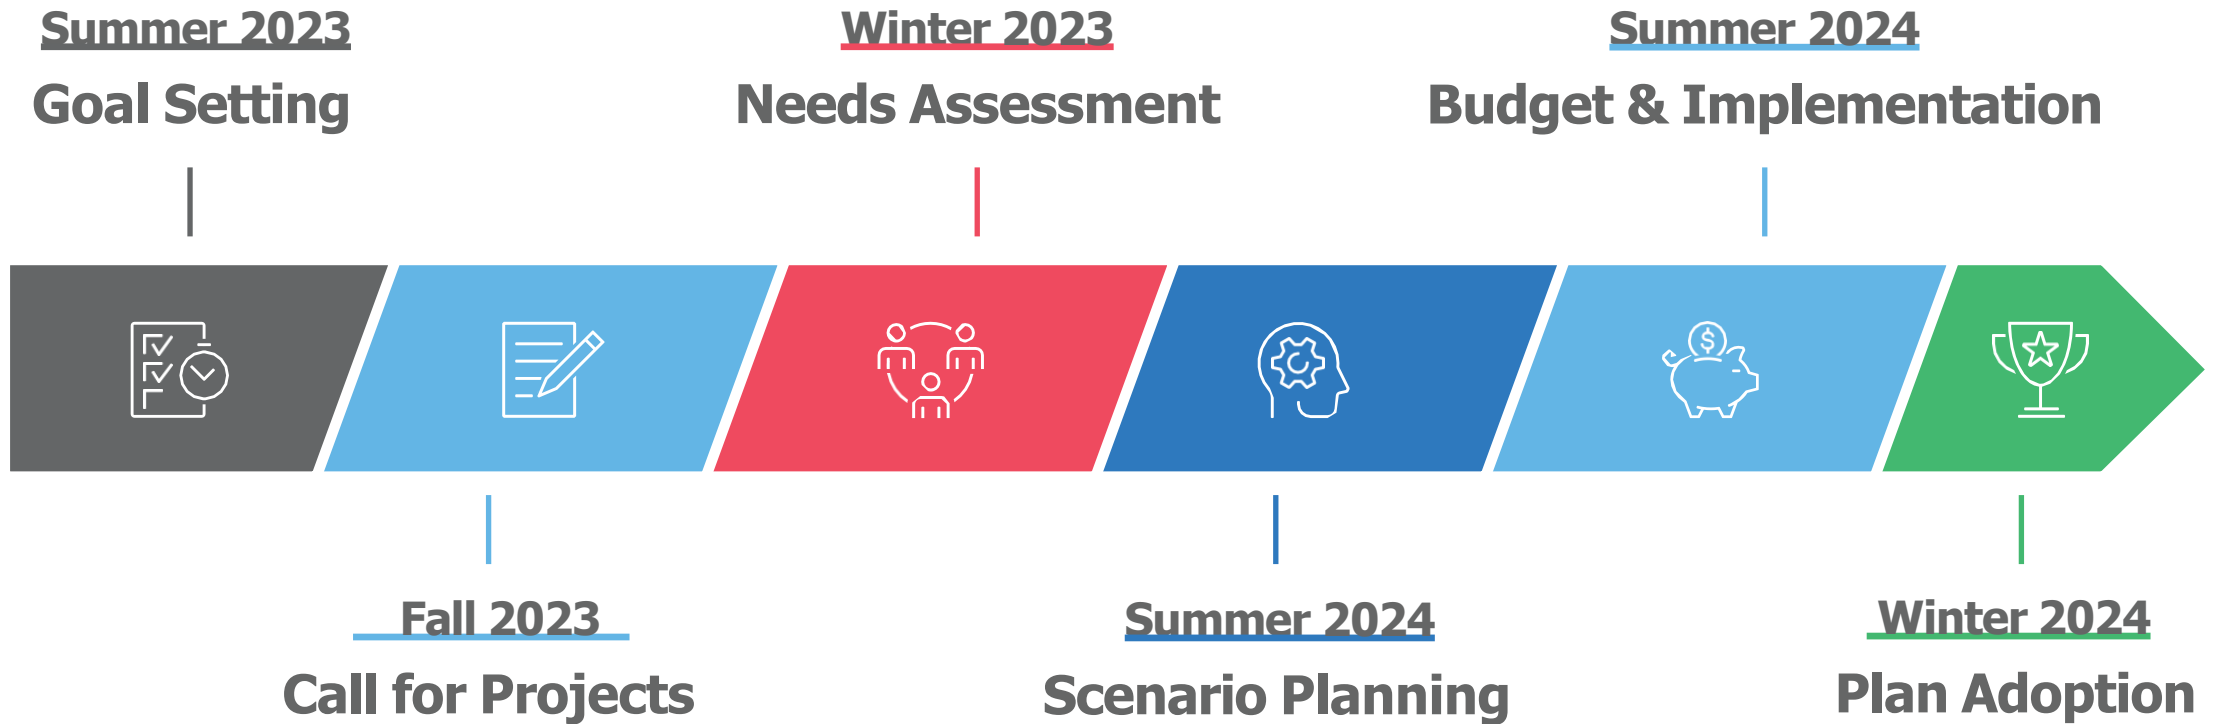 Summer 2023
Goal Setting
Fall 2023
Call for Projects
Winter 2023
Needs Assessment
Summer 2024
Scenario Planning
Summer 2024
Budget & Implementation
$
Winter 2024
Plan Adoption